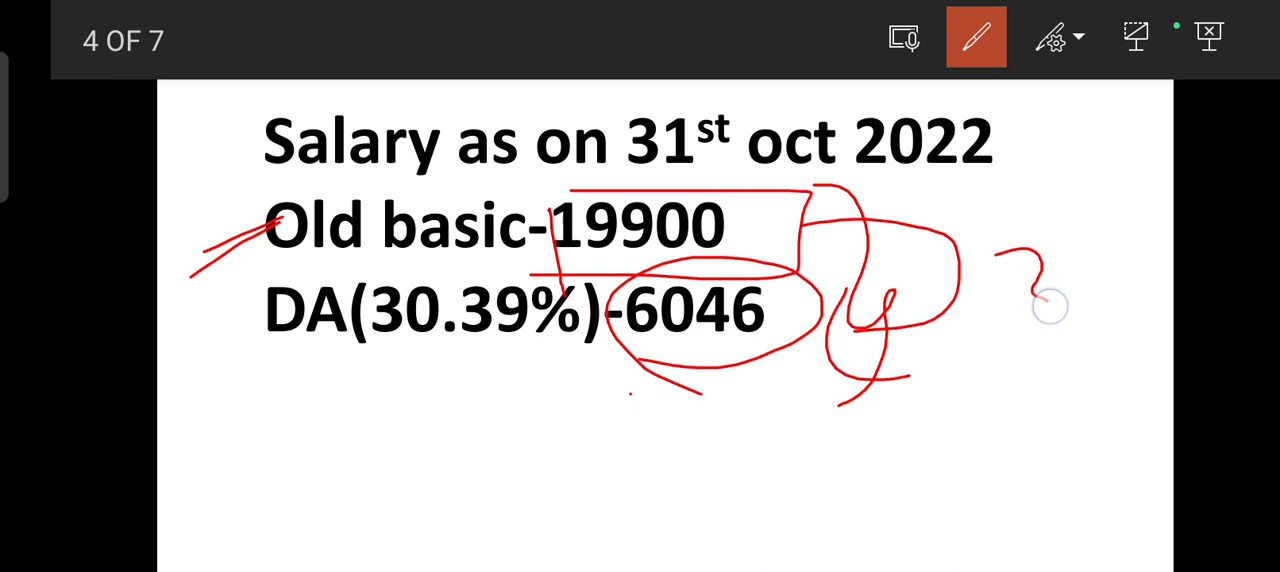 4 OF 7
Salary as on 31st oct 2022
Old basic-19900
DA(30.39%)-6046